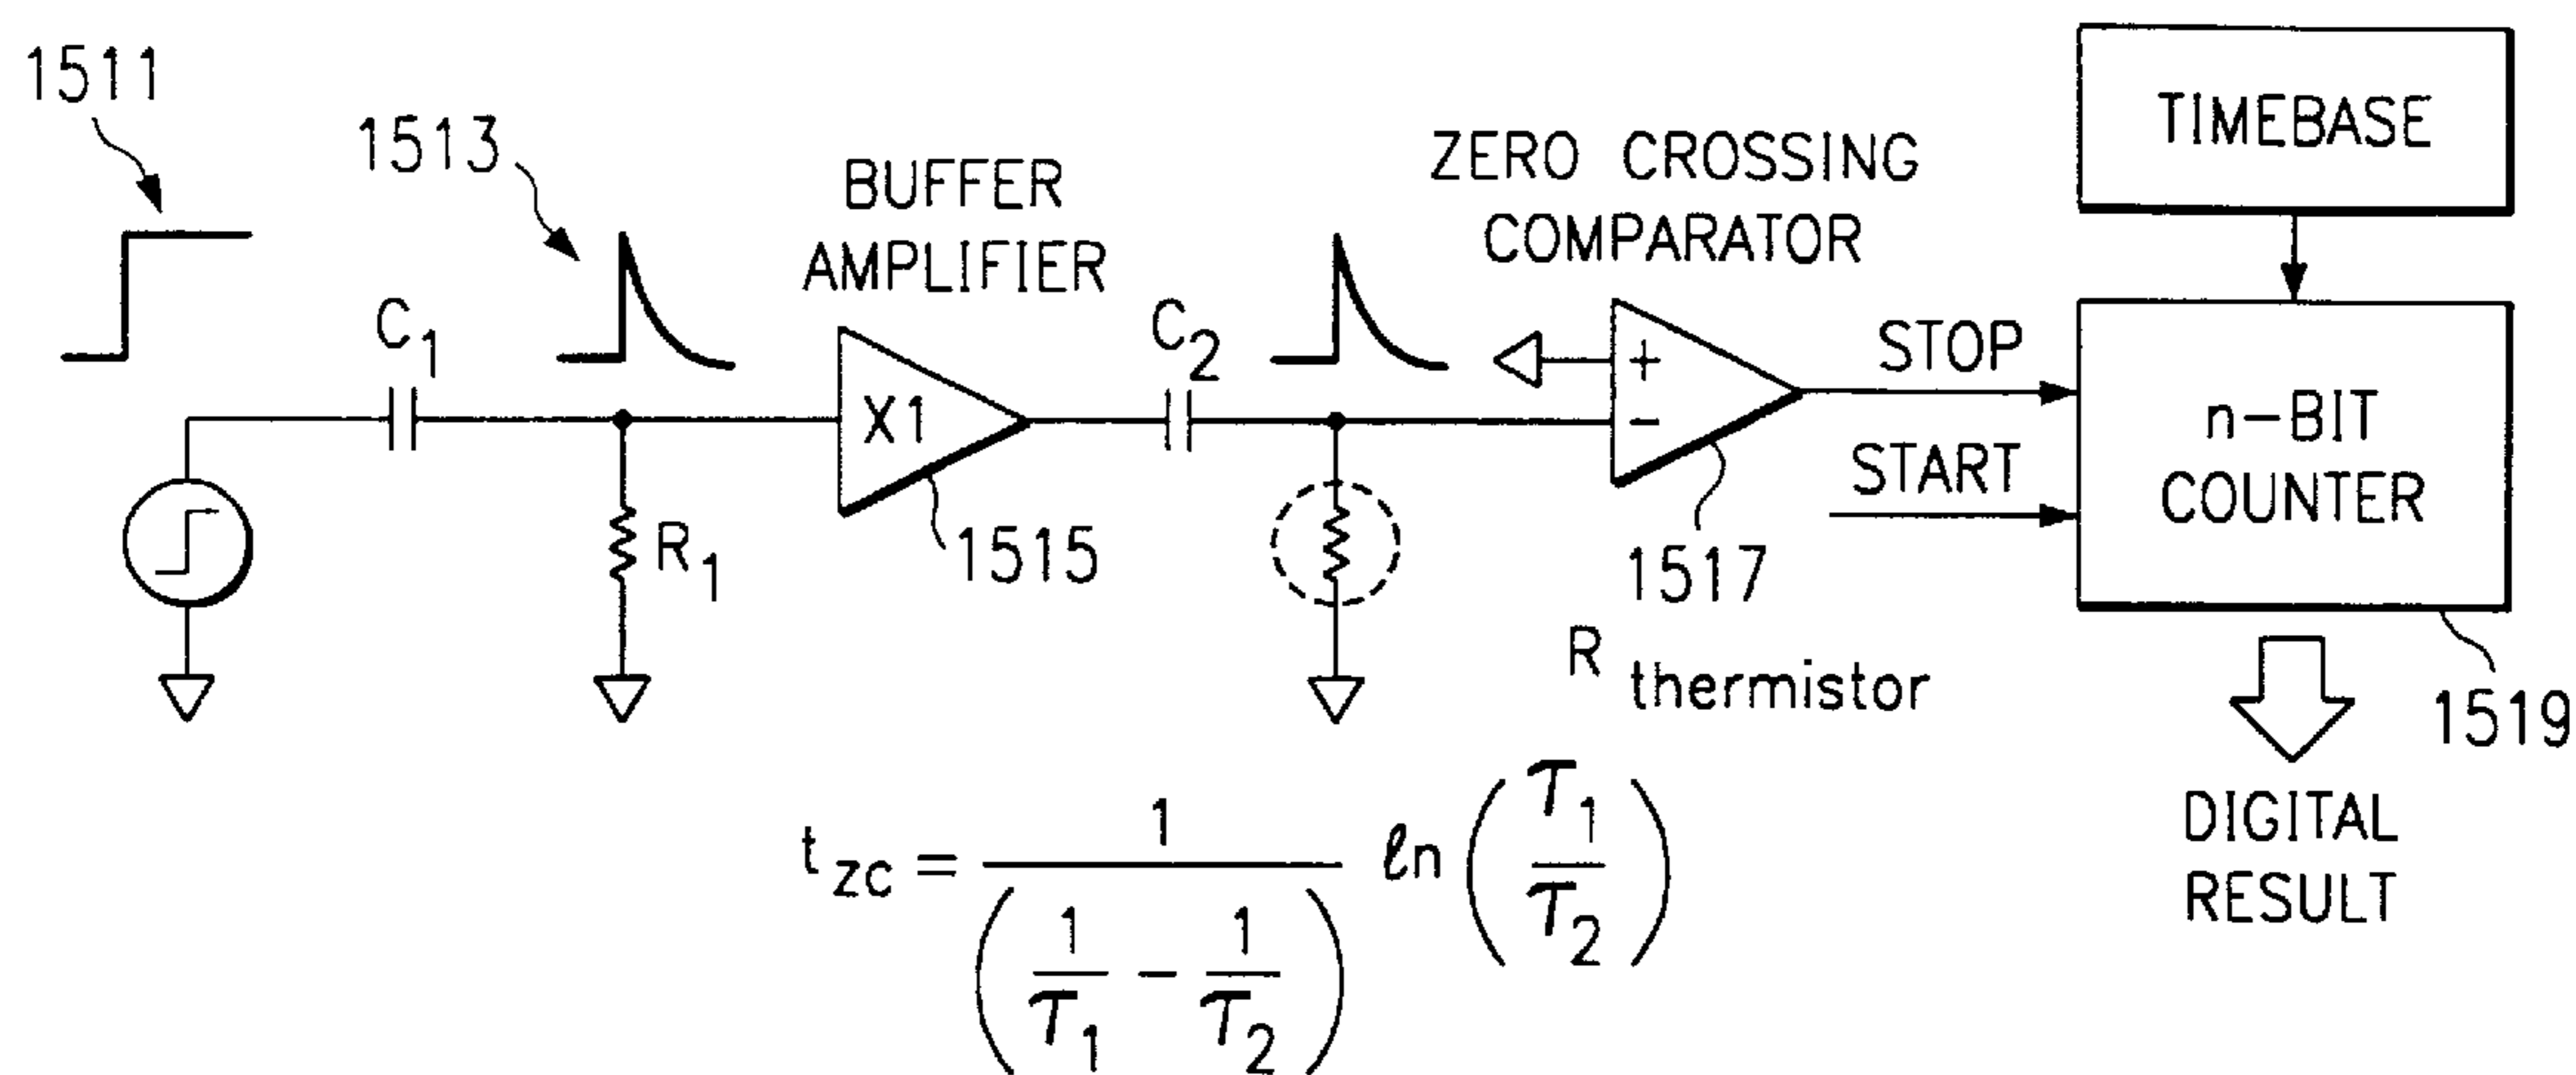 1511
1513
BUFFER
AMPLIFIER
ZERO CROSSING
COMPARATOR
TIMEBASE
C1
X1
C2
+
−
STOP
START
n-BIT
COUNTER
R1
1515
1517
R thermistor
1519
DIGITAL
RESULT
t zc = 1 / (1/τ1 − 1/τ2) ln (τ1/τ2)